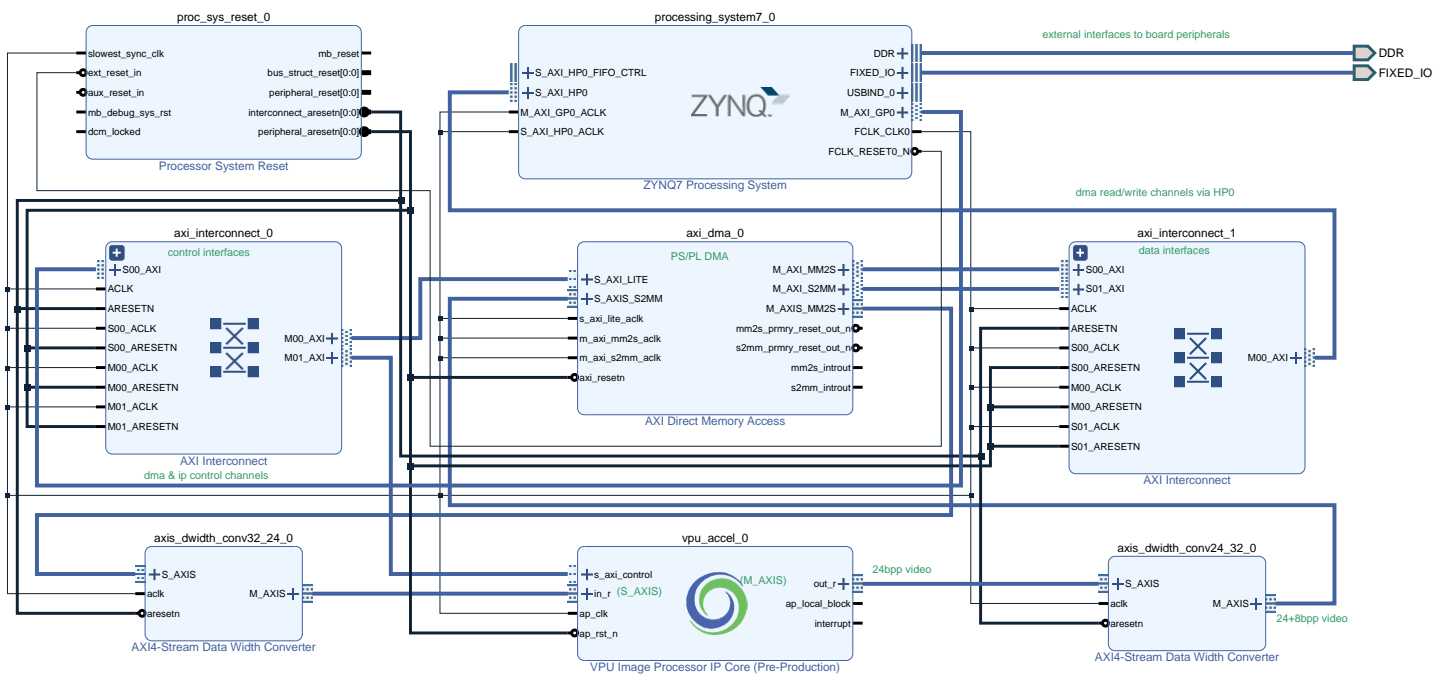 proc_sys_reset_0
slowest_sync_clk
ext_reset_in
aux_reset_in
mb_debug_sys_rst
dcm_locked
mb_reset
bus_struct_reset[0:0]
peripheral_reset[0:0]
interconnect_aresetn[0:0]
peripheral_aresetn[0:0]
Processor System Reset
processing_system7_0
S_AXI_HP0_FIFO_CTRL
S_AXI_HP0
M_AXI_GP0_ACLK
S_AXI_HP0_ACLK
ZYNQ
DDR
FIXED_IO
USBIND_0
M_AXI_GP0
FCLK_CLK0
FCLK_RESET0_N
ZYNQ7 Processing System
external interfaces to board peripherals
DDR
FIXED_IO
dma read/write channels via HP0
axi_interconnect_0
control interfaces
S00_AXI
ACLK
ARESETN
S00_ACLK
S00_ARESETN
M00_ACLK
M00_ARESETN
M01_ACLK
M01_ARESETN
M00_AXI
M01_AXI
AXI Interconnect
dma & ip control channels
axi_dma_0
PS/PL DMA
S_AXI_LITE
S_AXIS_S2MM
s_axi_lite_aclk
m_axi_mm2s_aclk
m_axi_s2mm_aclk
axi_resetn
M_AXI_MM2S
M_AXI_S2MM
M_AXIS_MM2S
mm2s_prmry_reset_out_n
s2mm_prmry_reset_out_n
mm2s_introut
s2mm_introut
AXI Direct Memory Access
axi_interconnect_1
data interfaces
S00_AXI
S01_AXI
ACLK
ARESETN
S00_ACLK
S00_ARESETN
M00_ACLK
M00_ARESETN
S01_ACLK
S01_ARESETN
M00_AXI
AXI Interconnect
axis_dwidth_conv32_24_0
S_AXIS
aclk
aresetn
M_AXIS
AXI4-Stream Data Width Converter
vpu_accel_0
s_axi_control
in_r (S_AXIS)
ap_clk
ap_rst_n
(M_AXIS)
out_r
ap_local_block
interrupt
VPU Image Processor IP Core (Pre-Production)
24bpp video
axis_dwidth_conv24_32_0
S_AXIS
aclk
aresetn
M_AXIS
24+8bpp video
AXI4-Stream Data Width Converter